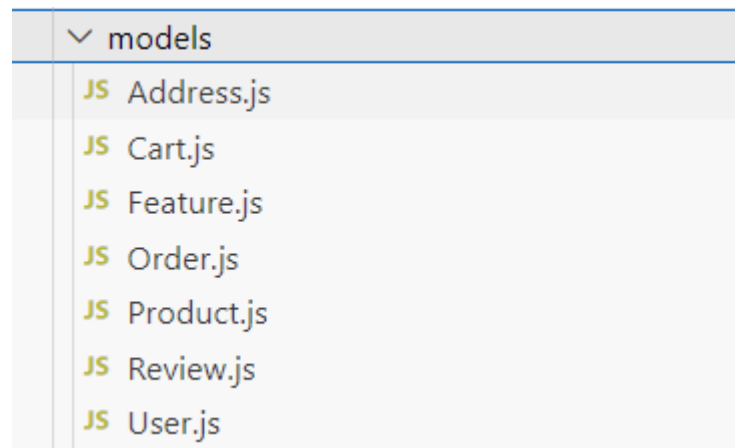 models
JS Address.js
JS Cart.js
JS Feature.js
JS Order.js
JS Product.js
JS Review.js
JS User.js